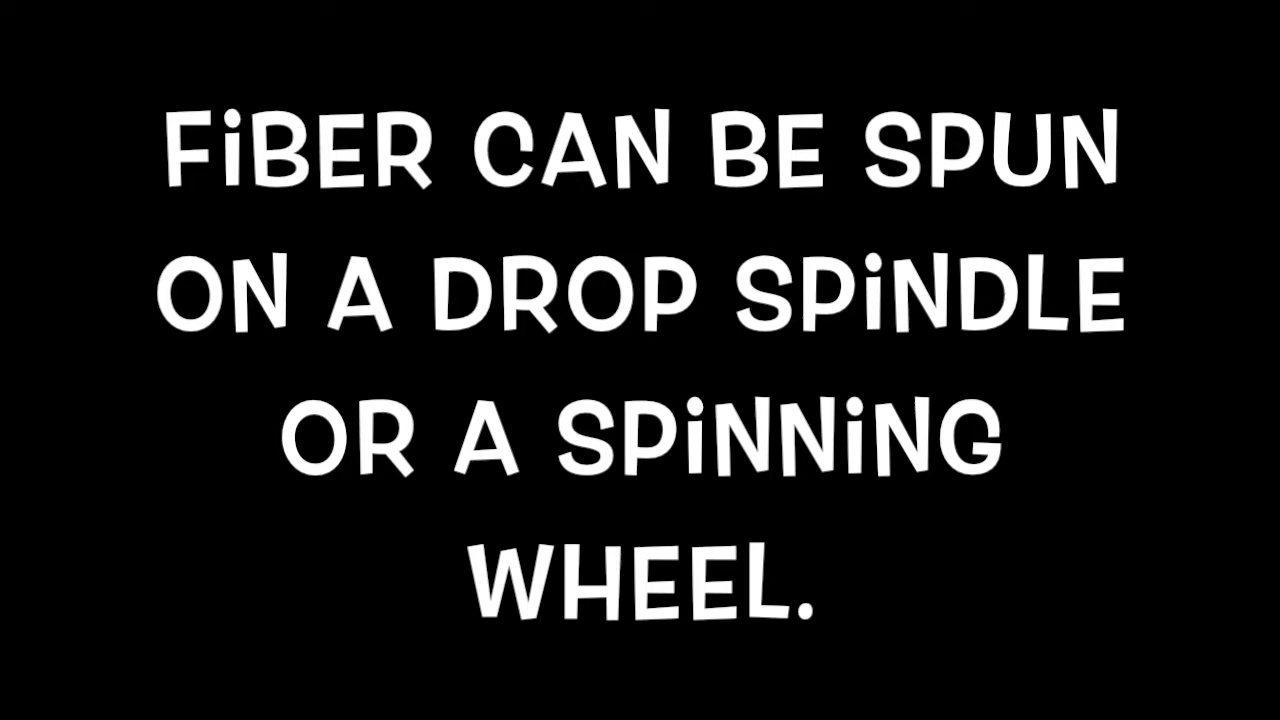 FiBER CAN BE SPUN
ON A DROP SPiNDLE
OR A SPiNNiNG
WHEEL.